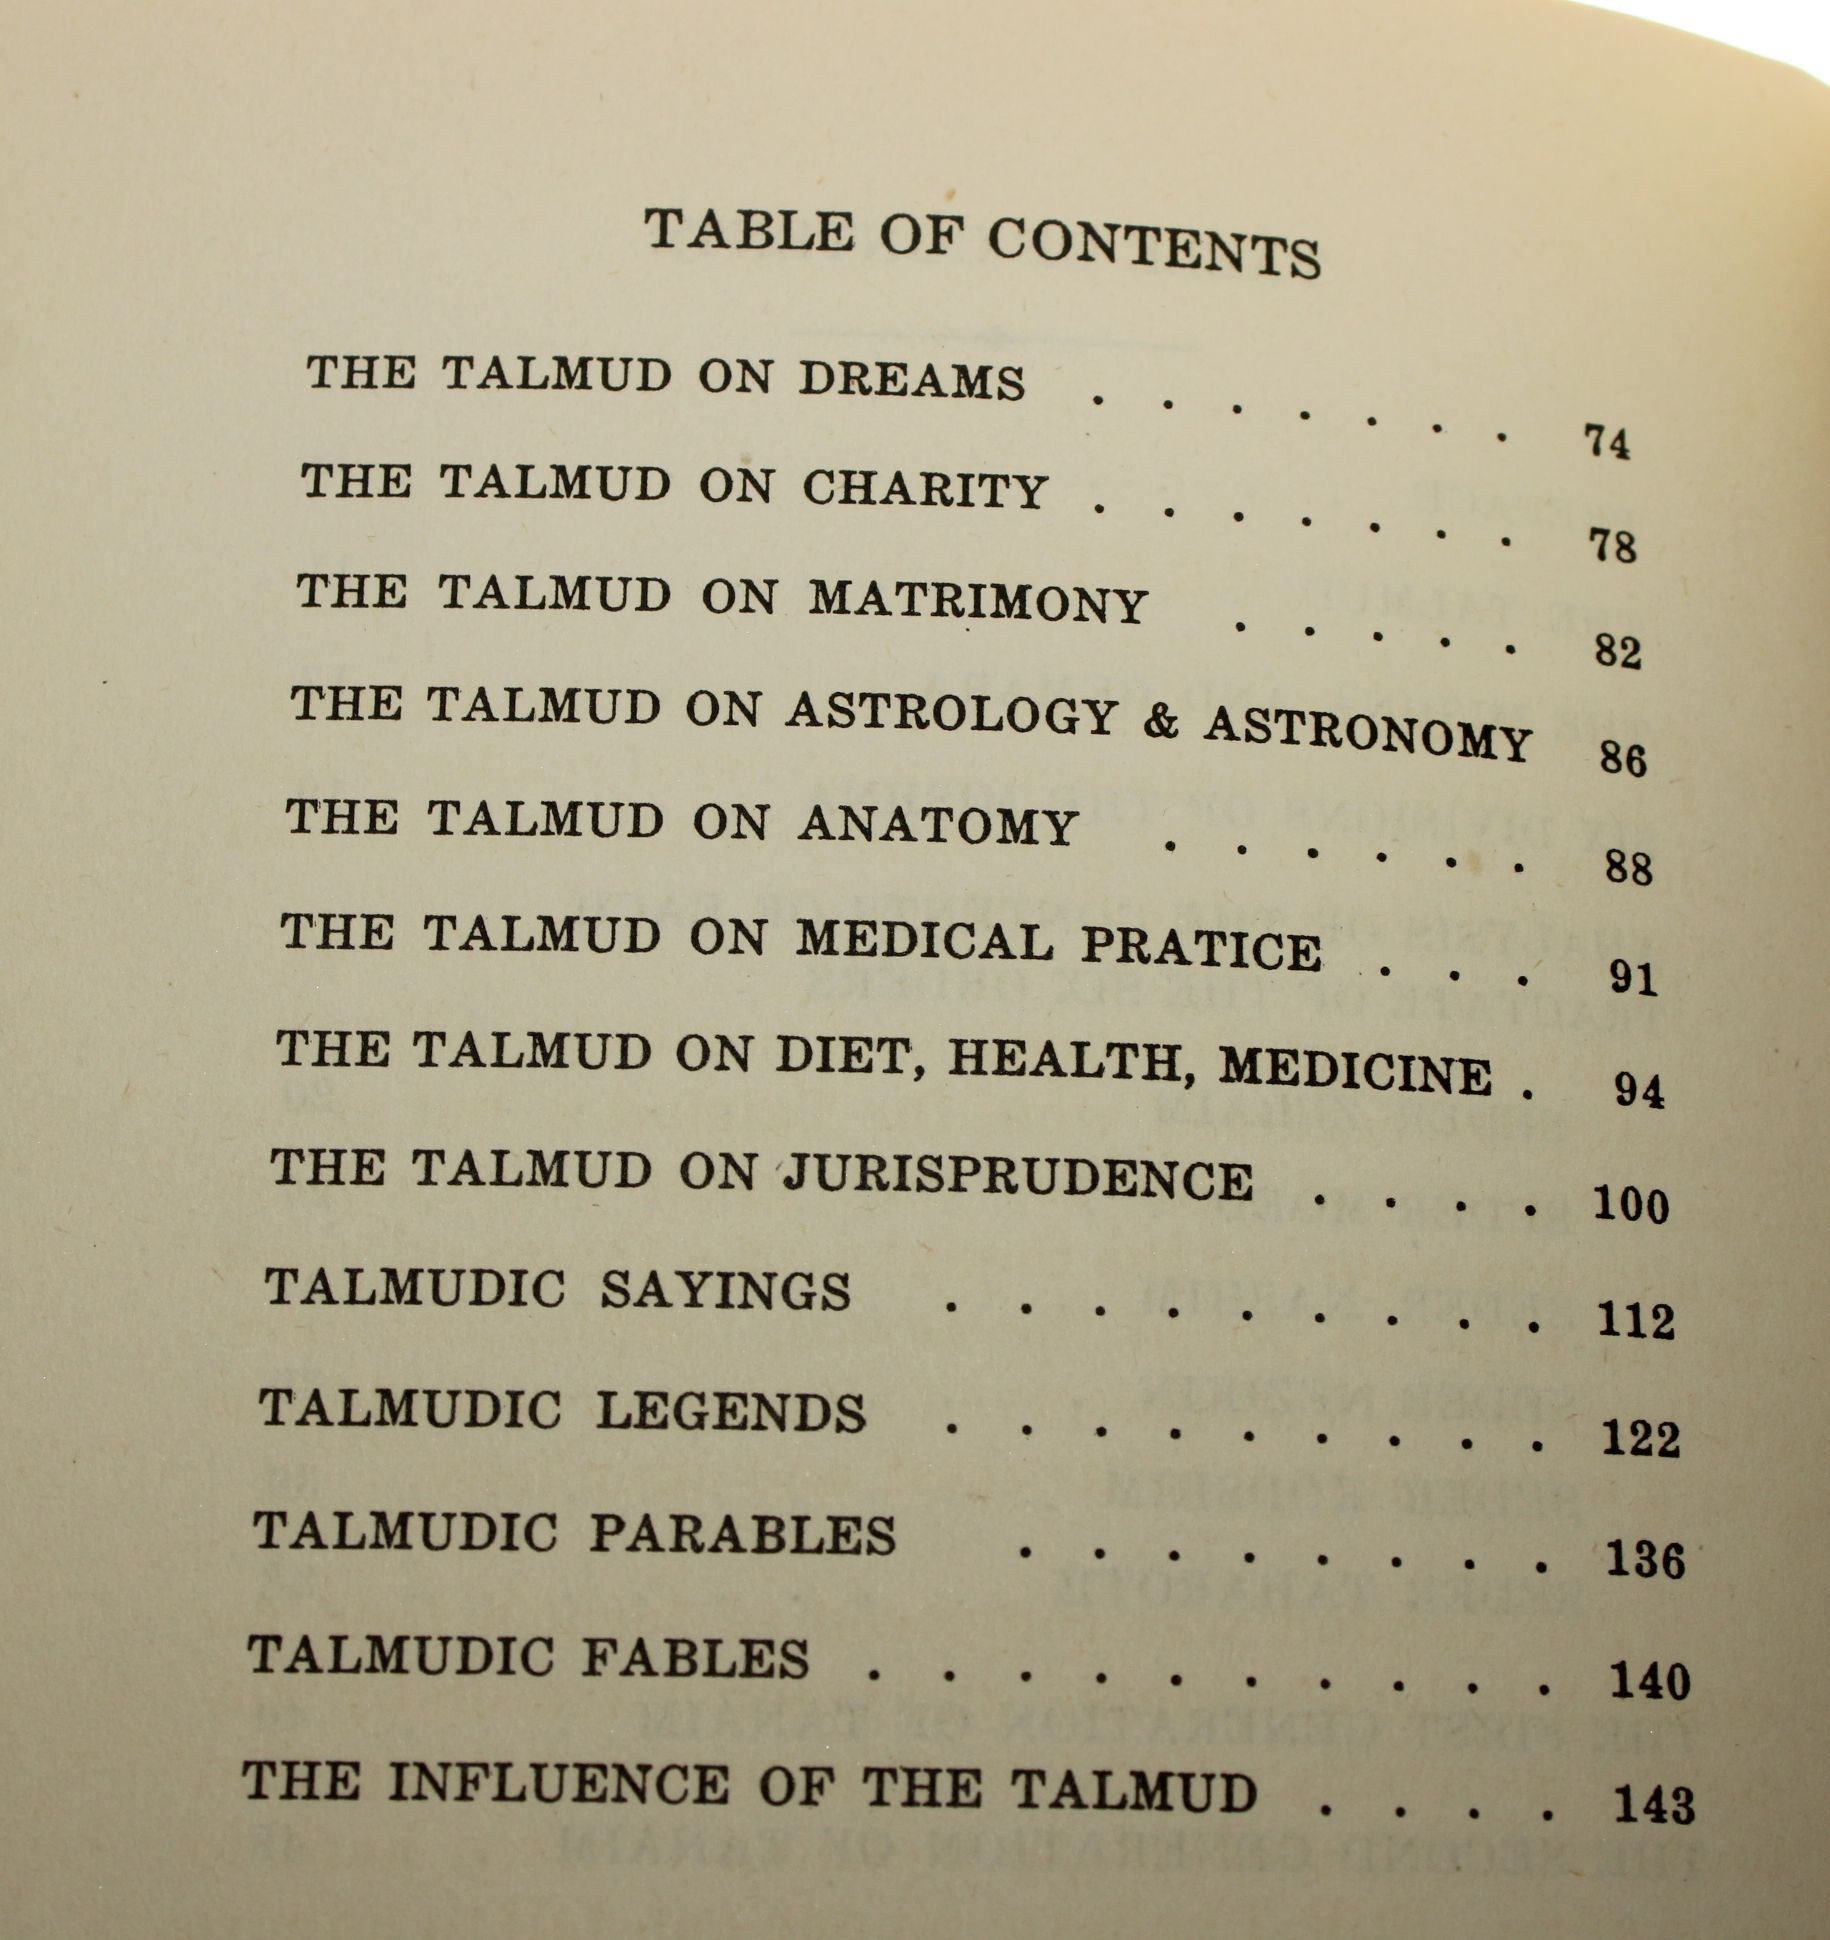 TABLE OF CONTENTS
THE TALMUD ON DREAMS . . . . . . . 74
THE TALMUD ON CHARITY . . . . . . . 78
THE TALMUD ON MATRIMONY . . . . . 82
THE TALMUD ON ASTROLOGY & ASTRONOMY 86
THE TALMUD ON ANATOMY . . . . . . 88
THE TALMUD ON MEDICAL PRATICE . . . 91
THE TALMUD ON DIET, HEALTH, MEDICINE . 94
THE TALMUD ON JURISPRUDENCE . . . . 100
TALMUDIC SAYINGS . . . . . . . . . 112
TALMUDIC LEGENDS . . . . . . . . . 122
TALMUDIC PARABLES . . . . . . . . 136
TALMUDIC FABLES . . . . . . . . . . 140
THE INFLUENCE OF THE TALMUD . . . . 143